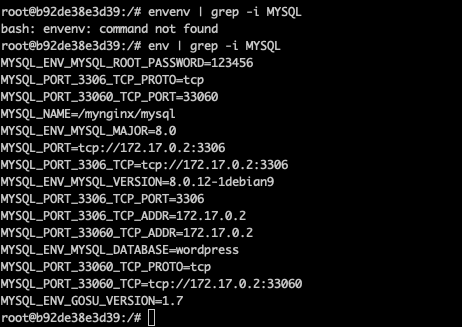 root@b92de38e3d39:/# envenv | grep -i MYSQL
bash: envenv: command not found
root@b92de38e3d39:/# env | grep -i MYSQL
MYSQL_ENV_MYSQL_ROOT_PASSWORD=123456
MYSQL_PORT_3306_TCP_PROTO=tcp
MYSQL_PORT_33060_TCP_PORT=33060
MYSQL_NAME=/mynginx/mysql
MYSQL_ENV_MYSQL_MAJOR=8.0
MYSQL_PORT=tcp://172.17.0.2:3306
MYSQL_PORT_3306_TCP=tcp://172.17.0.2:3306
MYSQL_ENV_MYSQL_VERSION=8.0.12-1debian9
MYSQL_PORT_3306_TCP_PORT=3306
MYSQL_PORT_3306_TCP_ADDR=172.17.0.2
MYSQL_PORT_33060_TCP_ADDR=172.17.0.2
MYSQL_ENV_MYSQL_DATABASE=wordpress
MYSQL_PORT_33060_TCP_PROTO=tcp
MYSQL_PORT_33060_TCP=tcp://172.17.0.2:33060
MYSQL_ENV_GOSU_VERSION=1.7
root@b92de38e3d39:/#